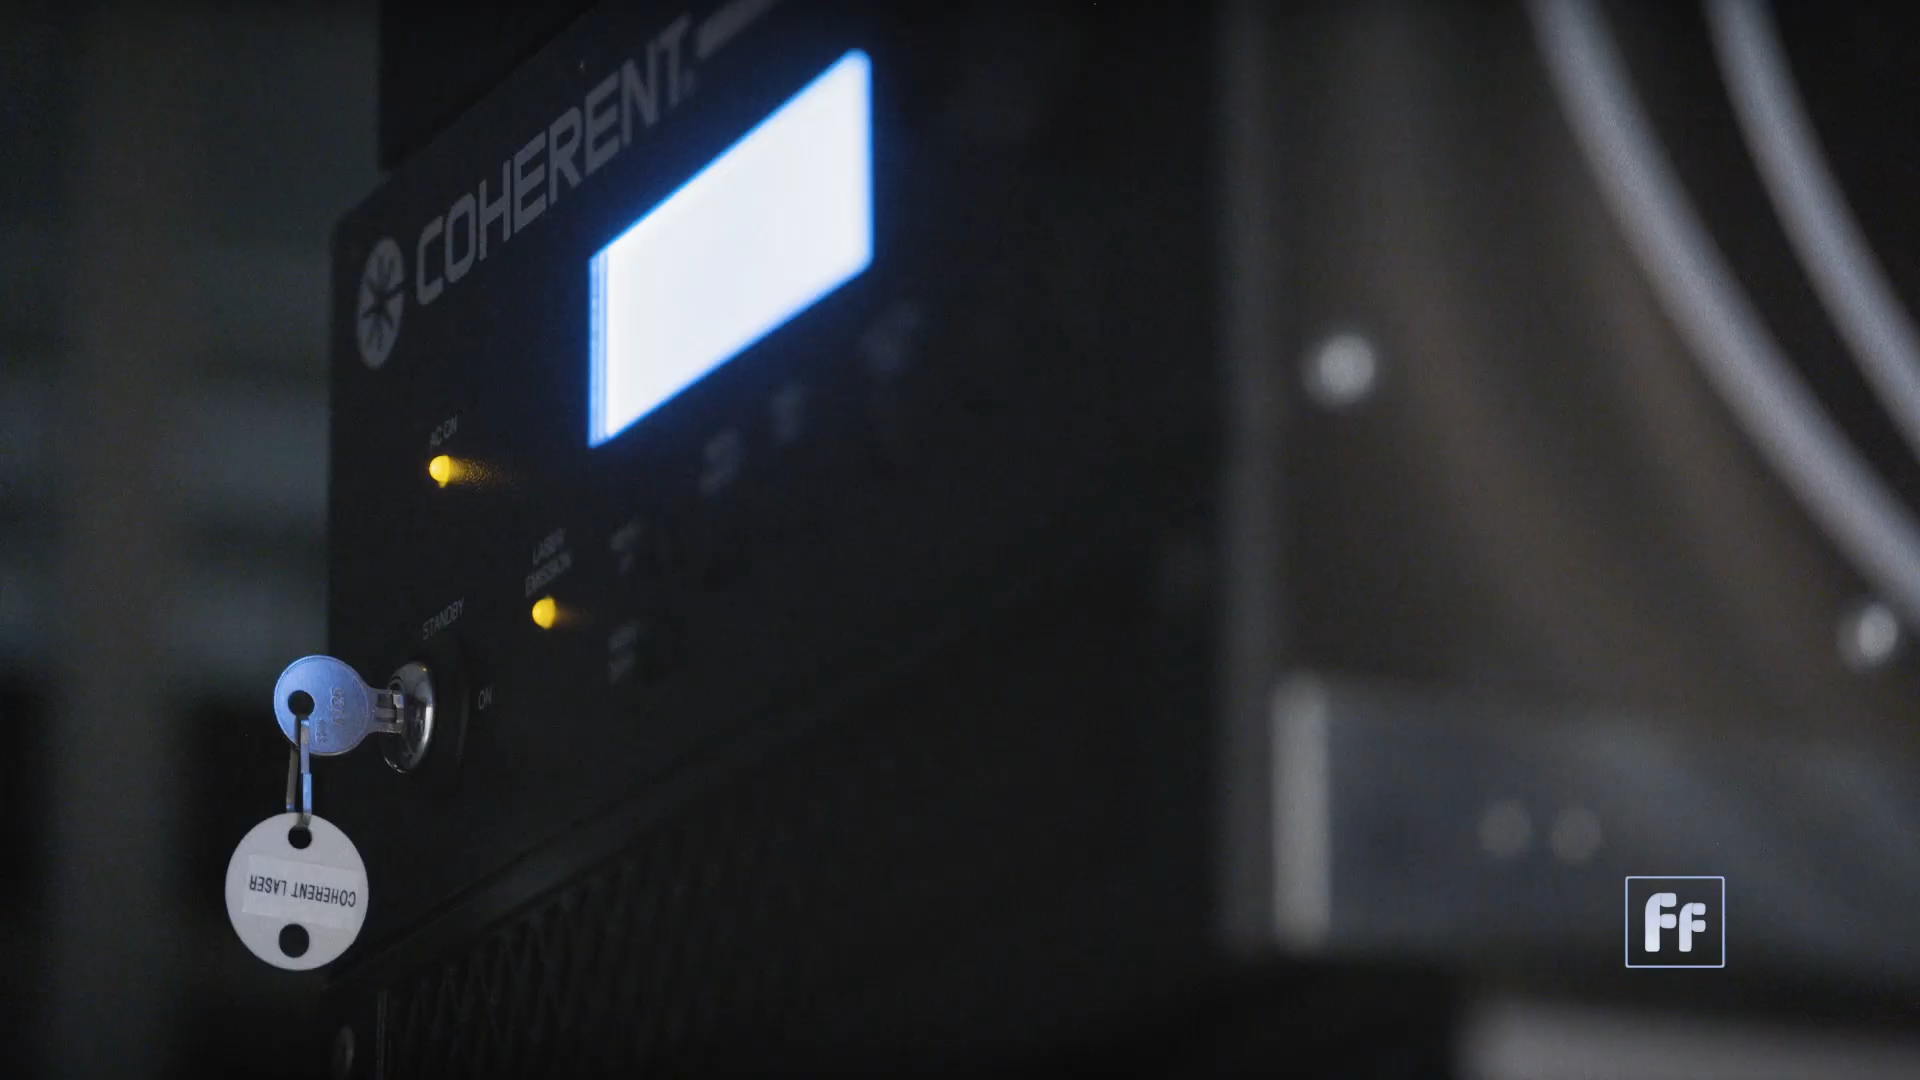 COHERENT
AC ON
LASER
EMISSION
STANDBY
ON
COHERENT LASER
FF